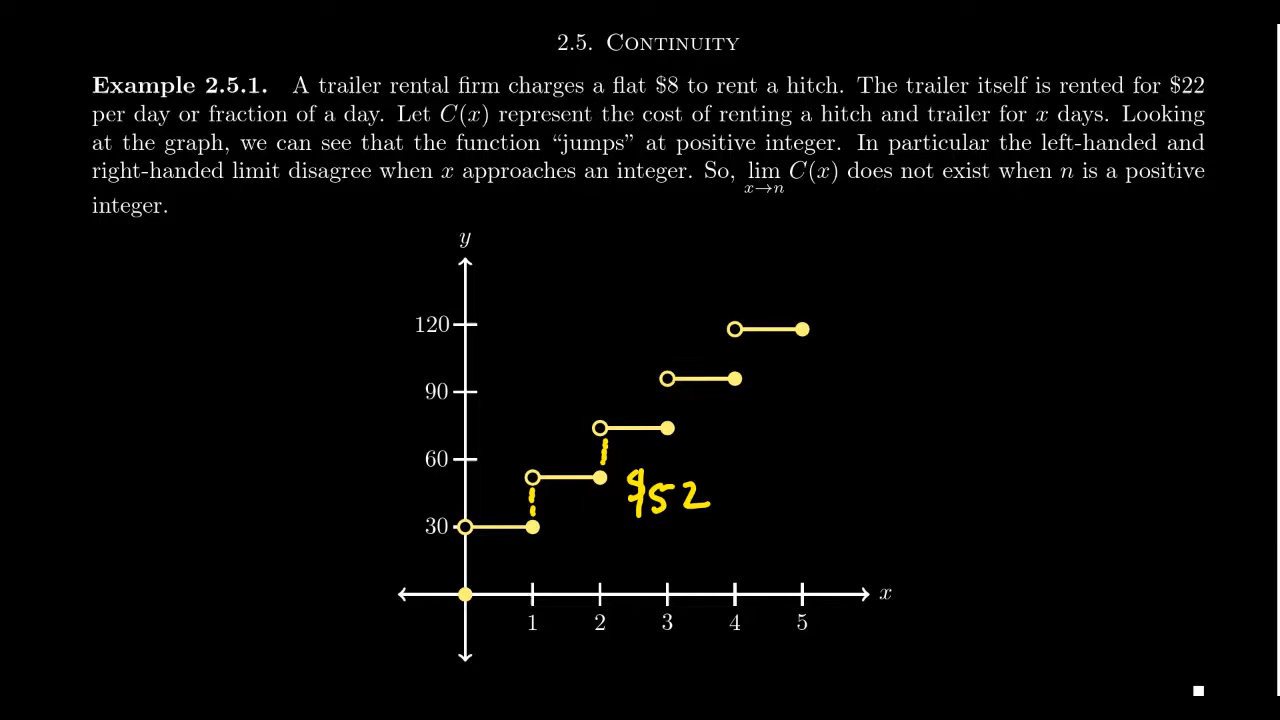 2.5. Continuity
Example 2.5.1. A trailer rental firm charges a flat $8 to rent a hitch. The trailer itself is rented for $22
per day or fraction of a day. Let C(x) represent the cost of renting a hitch and trailer for x days. Looking
at the graph, we can see that the function “jumps” at positive integer. In particular the left-handed and
right-handed limit disagree when x approaches an integer. So, lim C(x) does not exist when n is a positive
x→n
integer.
y
120
90
60
$52
30
x
1 2 3 4 5